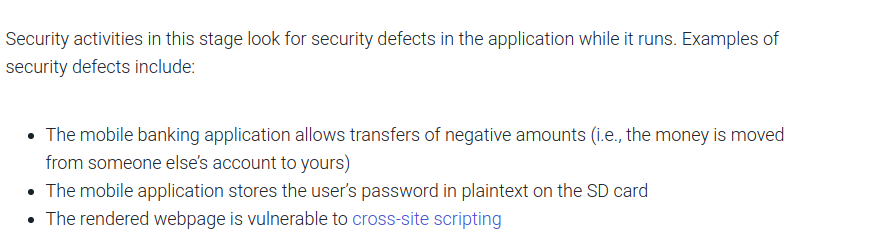 Security activities in this stage look for security defects in the application while it runs. Examples of
security defects include:
• The mobile banking application allows transfers of negative amounts (i.e., the money is moved
from someone else's account to yours)
• The mobile application stores the user's password in plaintext on the SD card
• The rendered webpage is vulnerable to cross-site scripting